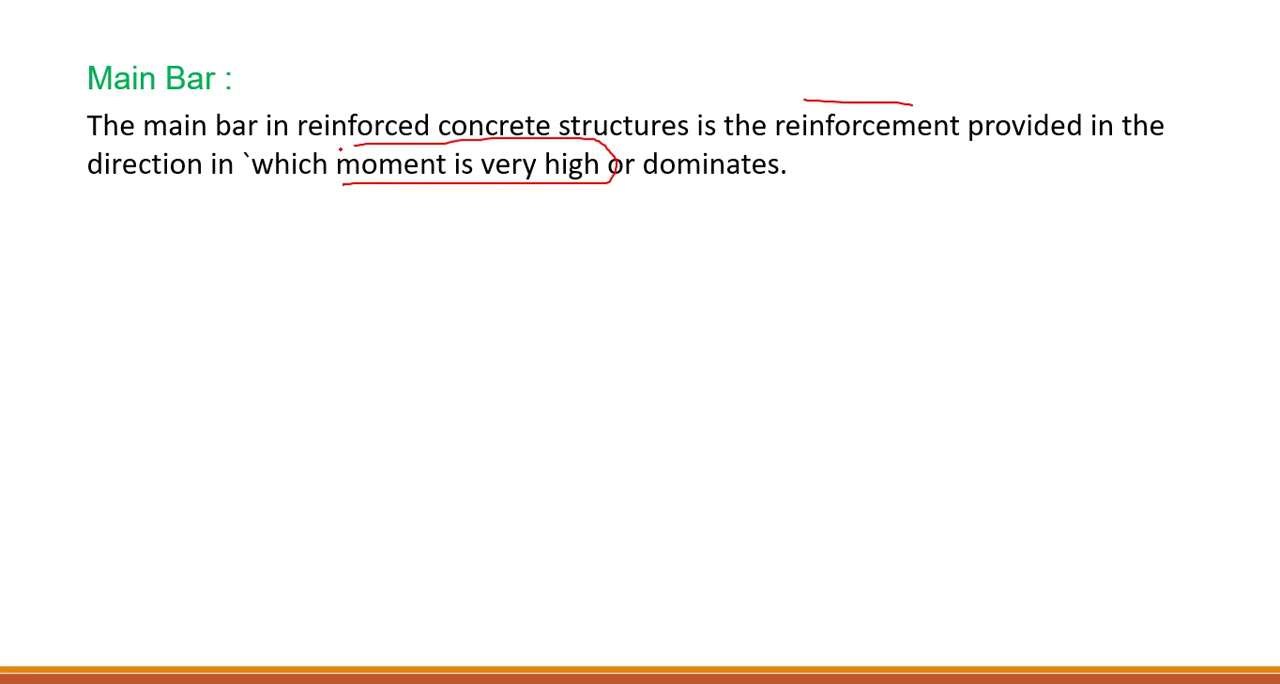 Main Bar :
The main bar in reinforced concrete structures is the reinforcement provided in the
direction in `which moment is very high or dominates.